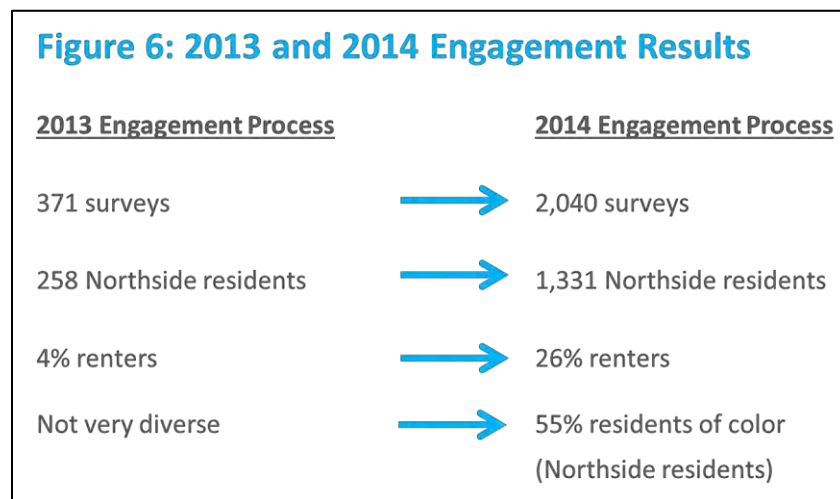 Figure 6: 2013 and 2014 Engagement Results
2013 Engagement Process 2014 Engagement Process
371 surveys 2,040 surveys
258 Northside residents 1,331 Northside residents
4% renters 26% renters
Not very diverse 55% residents of color
(Northside residents)